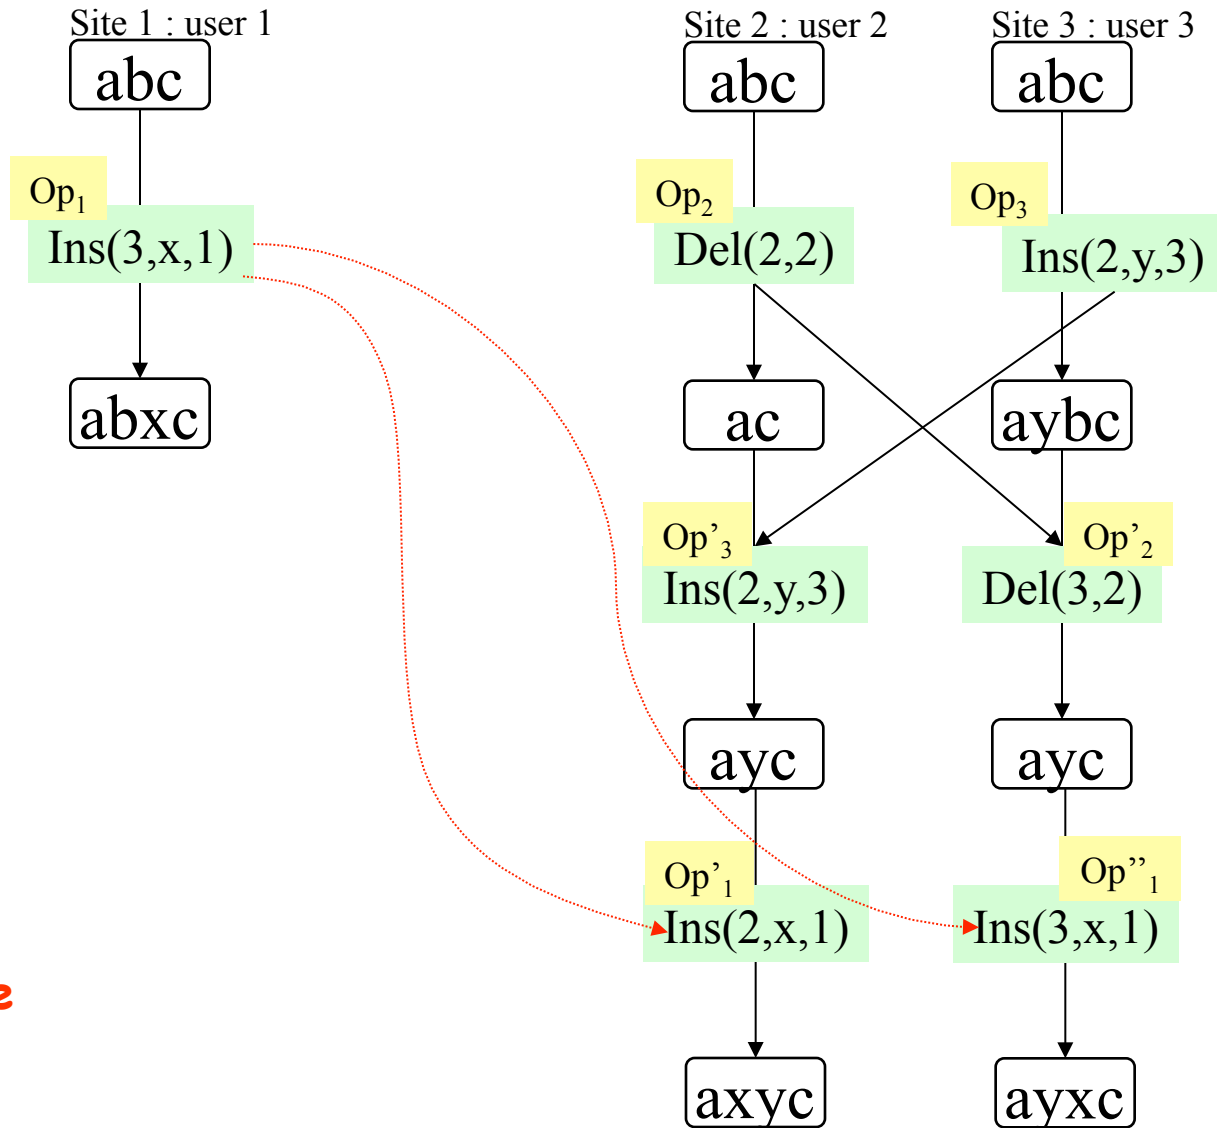 Site 1 : user 1
Site 2 : user 2
Site 3 : user 3
abc
abc
abc
Op1
Op2
Op3
Ins(3,x,1)
Del(2,2)
Ins(2,y,3)
abxc
ac
aybc
Op’3
Op’2
Ins(2,y,3)
Del(3,2)
ayc
ayc
Op’1
Op’’1
Ins(2,x,1)
Ins(3,x,1)
e
axyc
ayxc